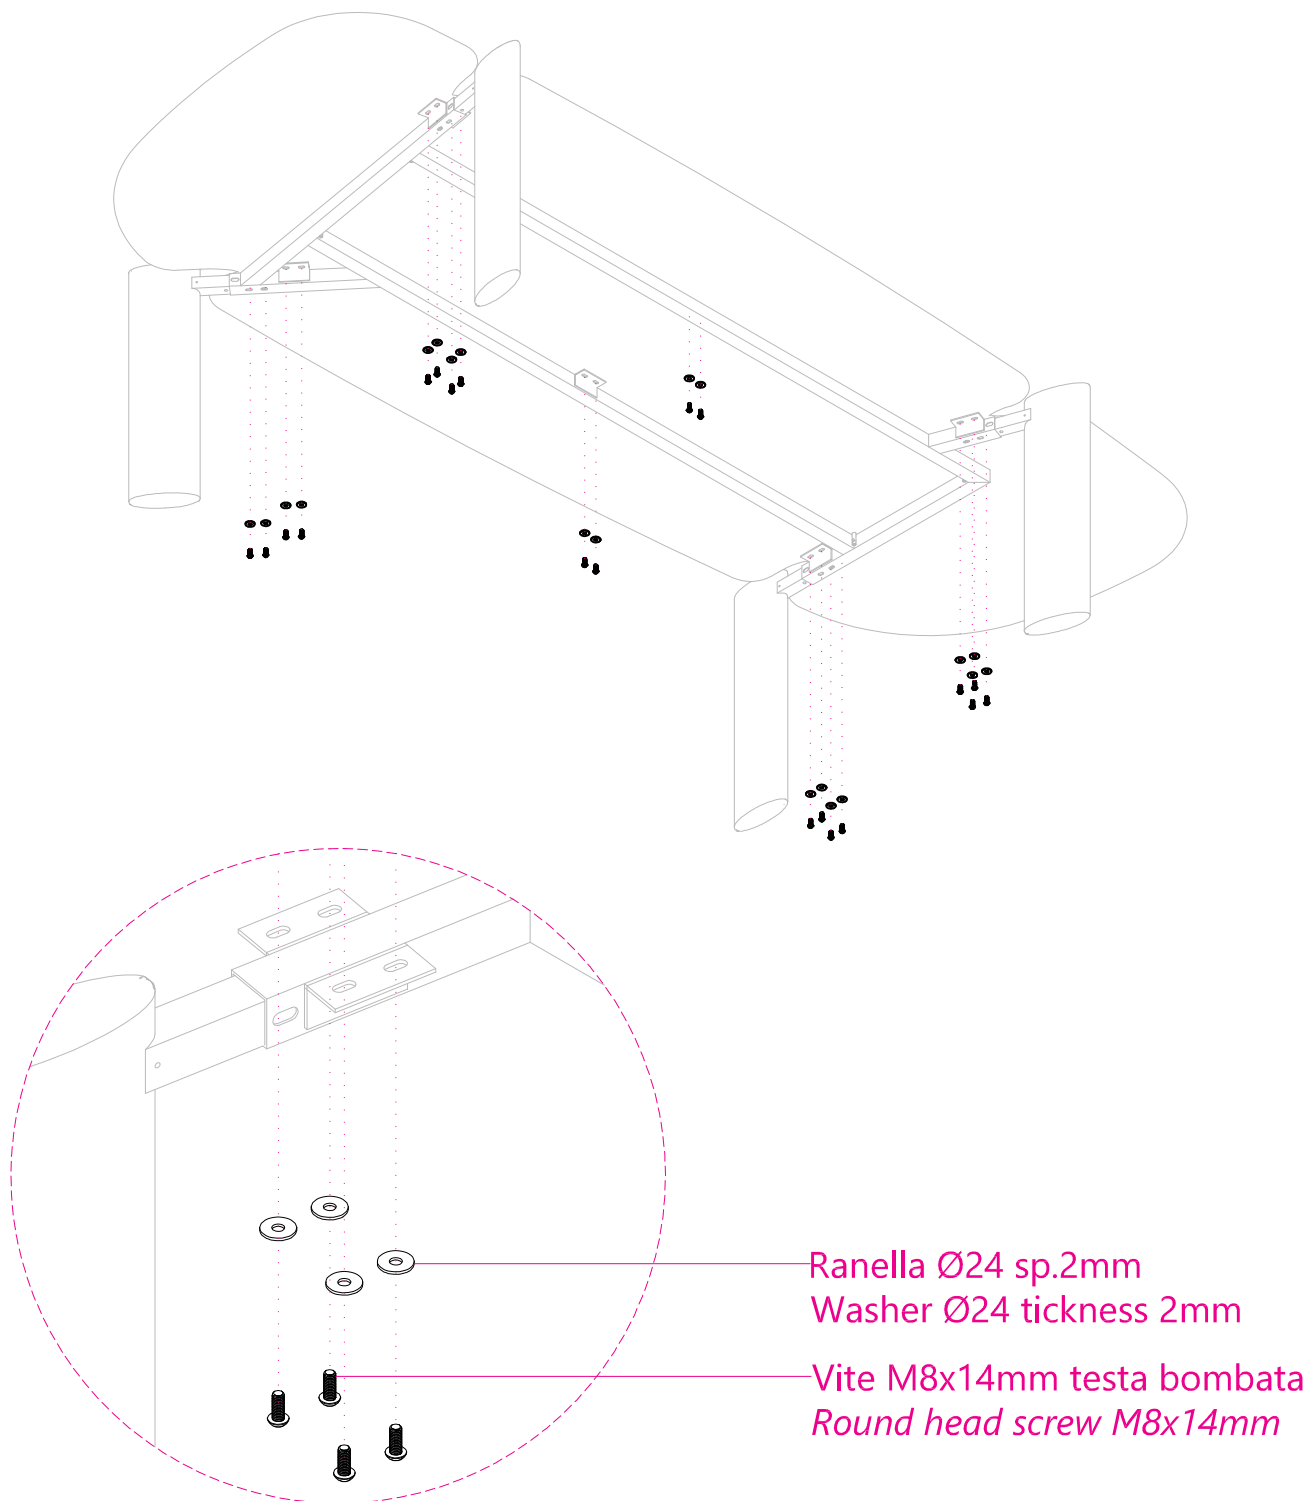 Ranella Ø24 sp.2mm
Washer Ø24 tickness 2mm
Vite M8x14mm testa bombata
Round head screw M8x14mm